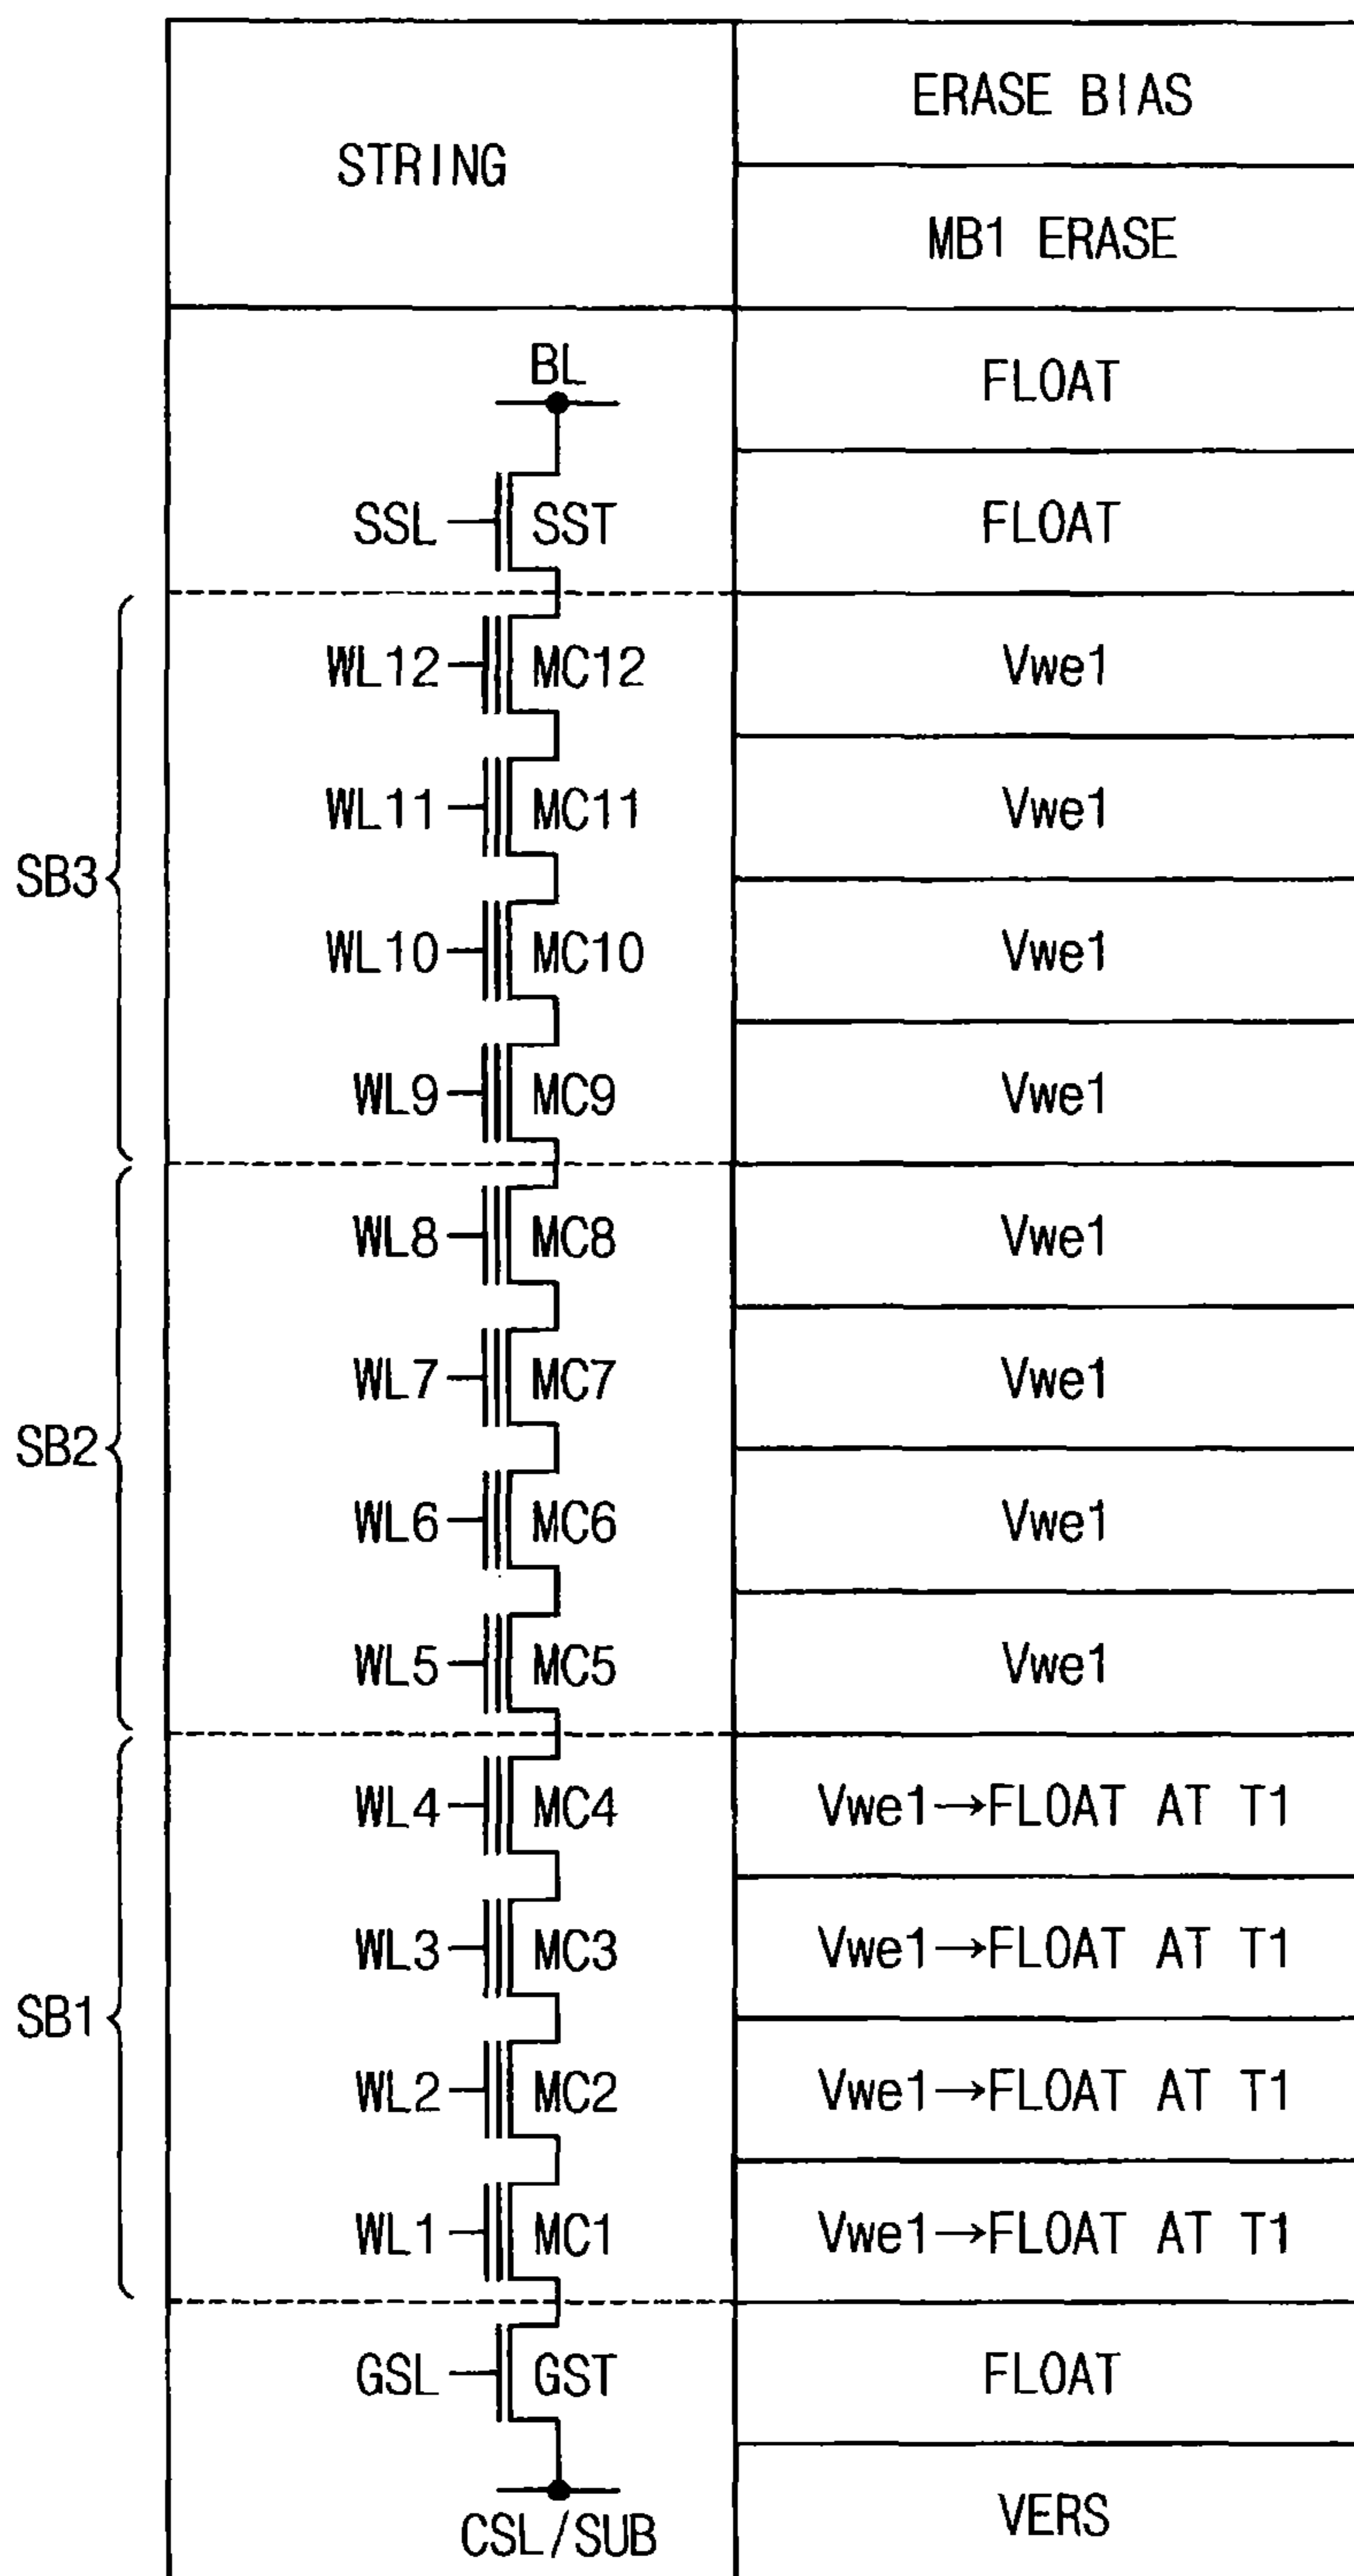 STRING
ERASE BIAS
MB1 ERASE
BL
FLOAT
SSL
SST
FLOAT
SB3
WL12
MC12
Vwe1
WL11
MC11
Vwe1
WL10
MC10
Vwe1
WL9
MC9
Vwe1
SB2
WL8
MC8
Vwe1
WL7
MC7
Vwe1
WL6
MC6
Vwe1
WL5
MC5
Vwe1
SB1
WL4
MC4
Vwe1→FLOAT AT T1
WL3
MC3
Vwe1→FLOAT AT T1
WL2
MC2
Vwe1→FLOAT AT T1
WL1
MC1
Vwe1→FLOAT AT T1
GSL
GST
FLOAT
CSL/SUB
VERS